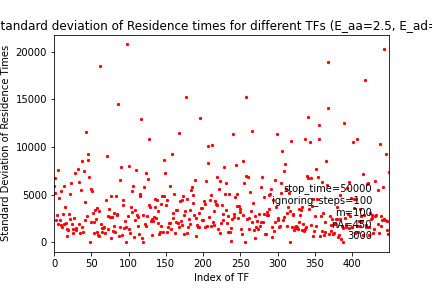 tandard deviation of Residence times for different TFs (E_aa=2.5, E_ad=
Standard Deviation of Residence Times
20000
15000
10000
5000
0
stop_time=50000
ignoring_steps=100
m=100
nA=450
3000
0
50
100
150
200
250
300
350
400
Index of TF